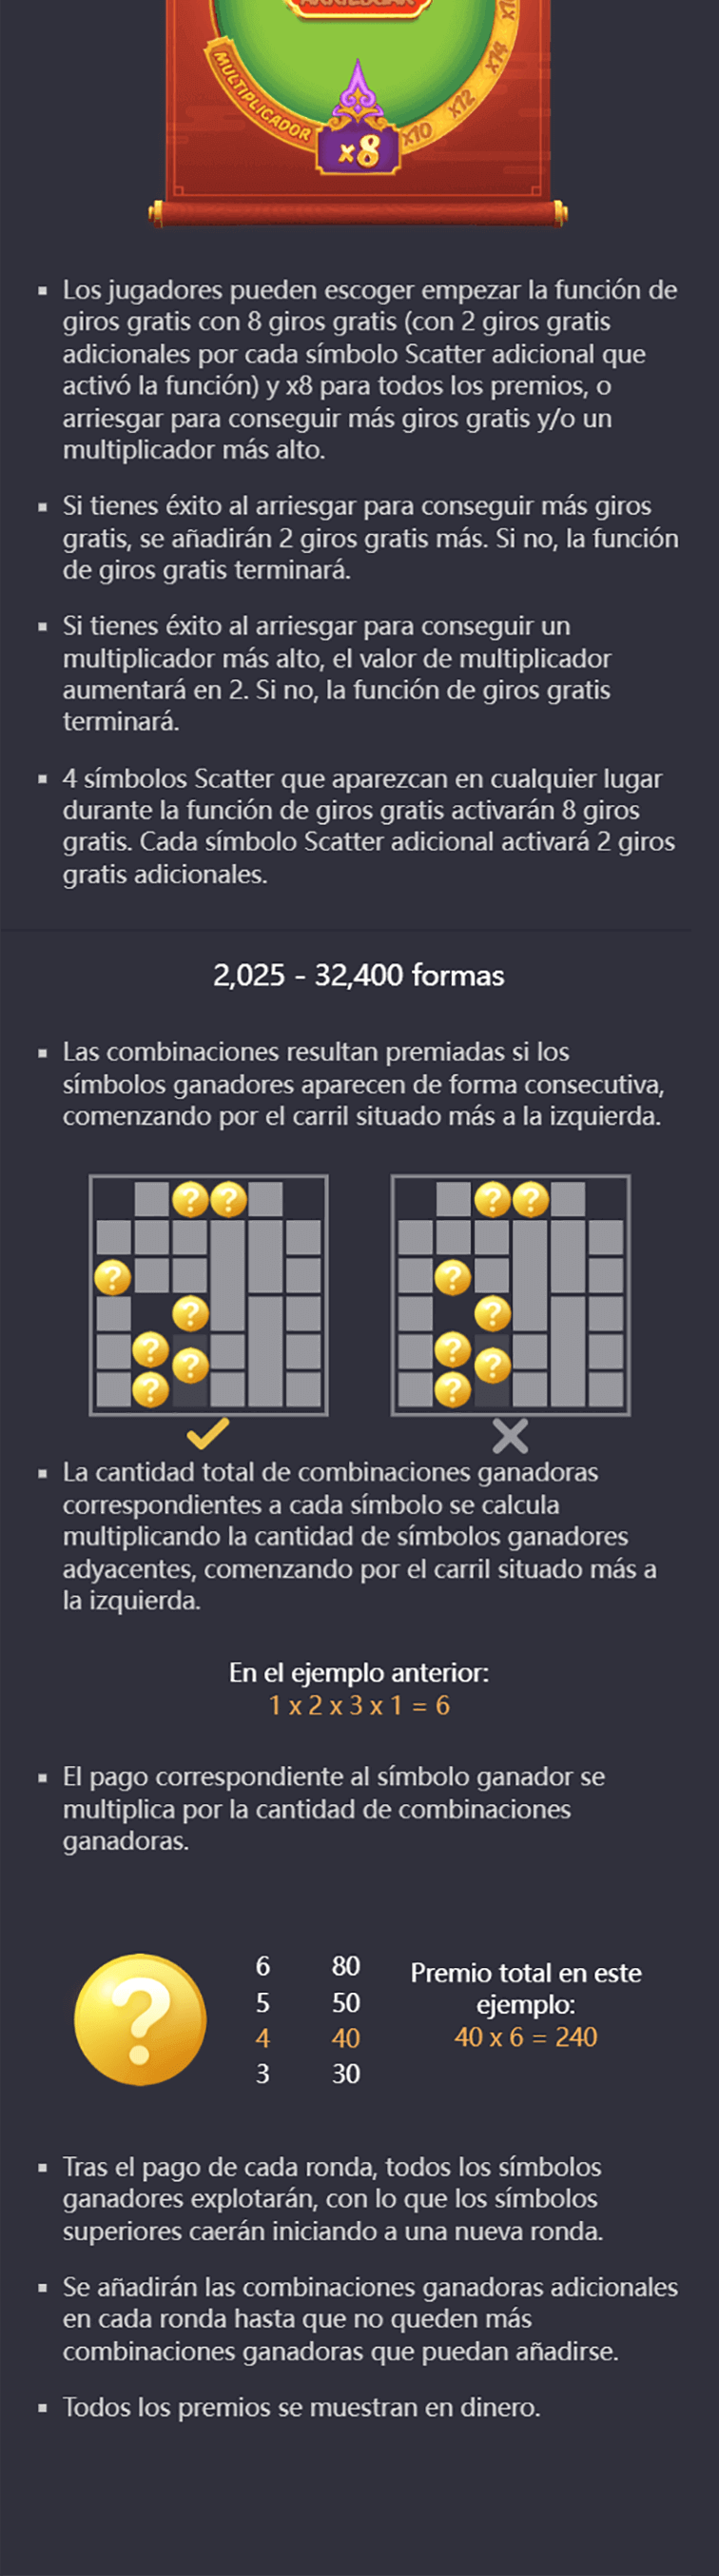 MULTIPLICADOR
x8
x10
x12
x14
Los jugadores pueden escoger empezar la función de
giros gratis con 8 giros gratis (con 2 giros gratis
adicionales por cada símbolo Scatter adicional que
activó la función) y x8 para todos los premios, o
arriesgar para conseguir más giros gratis y/o un
multiplicador más alto.
Si tienes éxito al arriesgar para conseguir más giros
gratis, se añadirán 2 giros gratis más. Si no, la función
de giros gratis terminará.
Si tienes éxito al arriesgar para conseguir un
multiplicador más alto, el valor de multiplicador
aumentará en 2. Si no, la función de giros gratis
terminará.
4 símbolos Scatter que aparezcan en cualquier lugar
durante la función de giros gratis activarán 8 giros
gratis. Cada símbolo Scatter adicional activará 2 giros
gratis adicionales.
2,025 - 32,400 formas
Las combinaciones resultan premiadas si los
símbolos ganadores aparecen de forma consecutiva,
comenzando por el carril situado más a la izquierda.
? ? ? ?
? ? ? ?
? ? ? ?
? ?
La cantidad total de combinaciones ganadoras
correspondientes a cada símbolo se calcula
multiplicando la cantidad de símbolos ganadores
adyacentes, comenzando por el carril situado más a
la izquierda.
En el ejemplo anterior:
1 x 2 x 3 x 1 = 6
El pago correspondiente al símbolo ganador se
multiplica por la cantidad de combinaciones
ganadoras.
?
6 80
5 50
4 40
3 30
Premio total en este
ejemplo:
40 x 6 = 240
Tras el pago de cada ronda, todos los símbolos
ganadores explotarán, con lo que los símbolos
superiores caerán iniciando a una nueva ronda.
Se añadirán las combinaciones ganadoras adicionales
en cada ronda hasta que no queden más
combinaciones ganadoras que puedan añadirse.
Todos los premios se muestran en dinero.